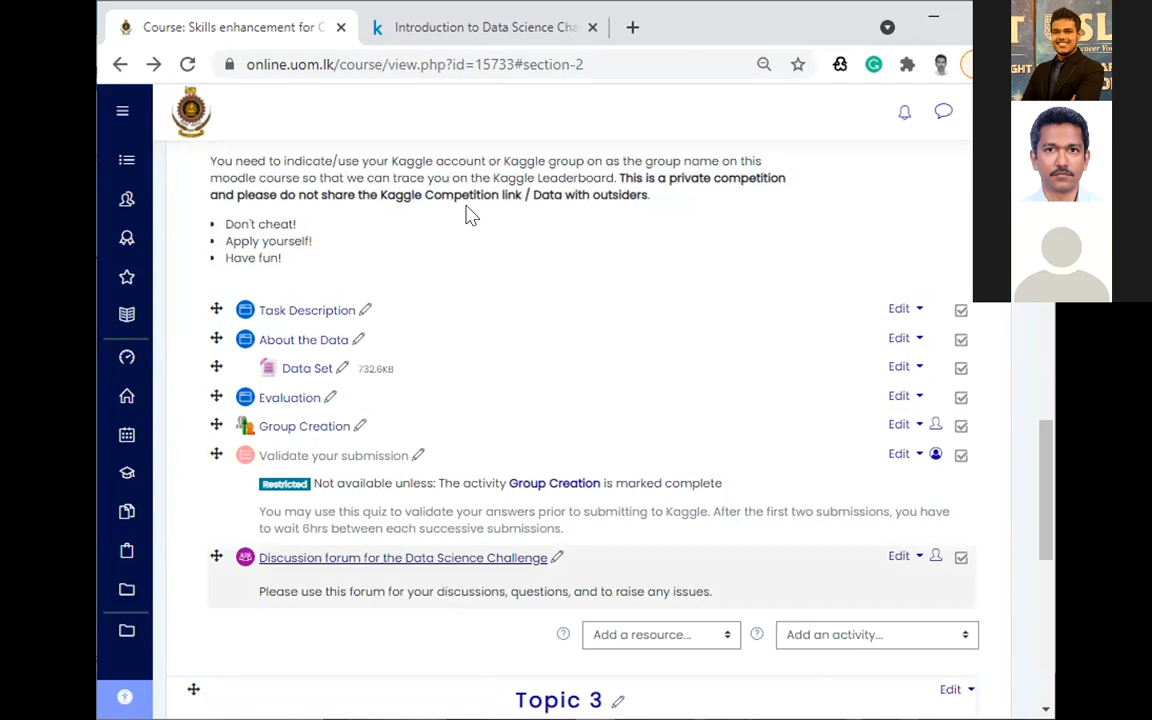 Course: Skills enhancement for C
Introduction to Data Science Cha
online.uom.lk/course/view.php?id=15733#section-2
You need to indicate/use your Kaggle account or Kaggle group on as the group name on this
moodle course so that we can trace you on the Kaggle Leaderboard. This is a private competition
and please do not share the Kaggle Competition link / Data with outsiders.
Don't cheat!
Apply yourself!
Have fun!
Task Description
Edit
About the Data
Edit
Data Set 732.6KB
Edit
Evaluation
Edit
Group Creation
Edit
Validate your submission
Edit
Restricted Not available unless: The activity Group Creation is marked complete
You may use this quiz to validate your answers prior to submitting to Kaggle. After the first two submissions, you have
to wait 6hrs between each successive submissions.
Discussion forum for the Data Science Challenge
Edit
Please use this forum for your discussions, questions, and to raise any issues.
Add a resource...
Add an activity...
Topic 3
Edit